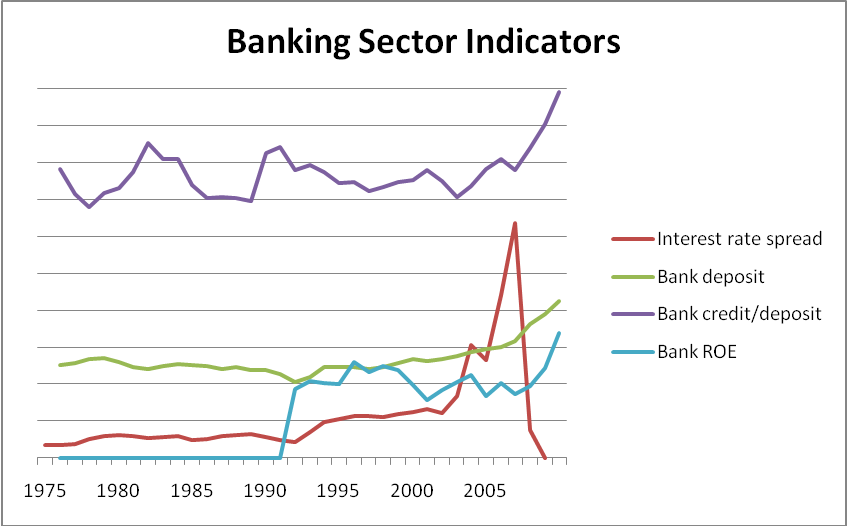 Banking Sector Indicators
Interest rate spread
Bank deposit
Bank credit/deposit
Bank ROE
1975 1980 1985 1990 1995 2000 2005